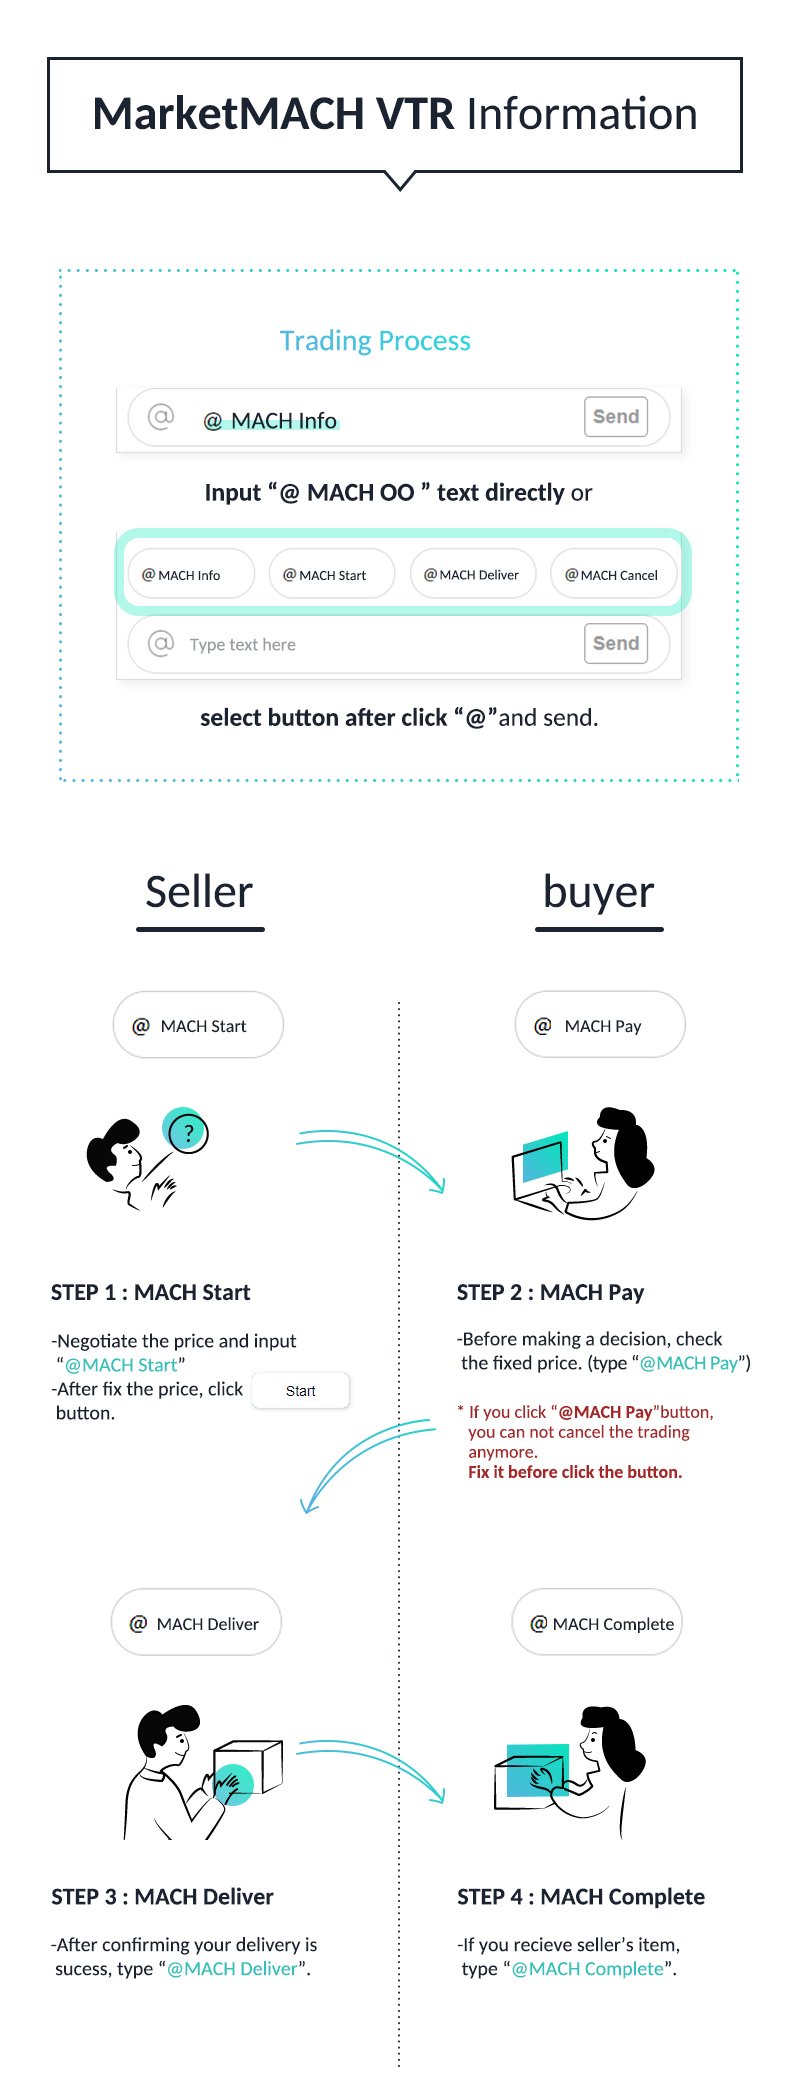 MarketMACH VTR Information
Trading Process
@ @ MACH Info Send
Input “@ MACH OO ” text directly or
@ MACH Info @ MACH Start @ MACH Deliver @ MACH Cancel
@ Type text here Send
select button after click “@”and send.
Seller
buyer
@ MACH Start
@ MACH Pay
?
STEP 1 : MACH Start
-Negotiate the price and input
“@MACH Start”
-After fix the price, click Start
button.
STEP 2 : MACH Pay
-Before making a decision, check
the fixed price. (type “@MACH Pay”)
* If you click “@MACH Pay”button,
you can not cancel the trading
anymore.
Fix it before click the button.
@ MACH Deliver
@ MACH Complete
STEP 3 : MACH Deliver
-After confirming your delivery is
sucess, type “@MACH Deliver”.
STEP 4 : MACH Complete
-If you recieve seller’s item,
type “@MACH Complete”.